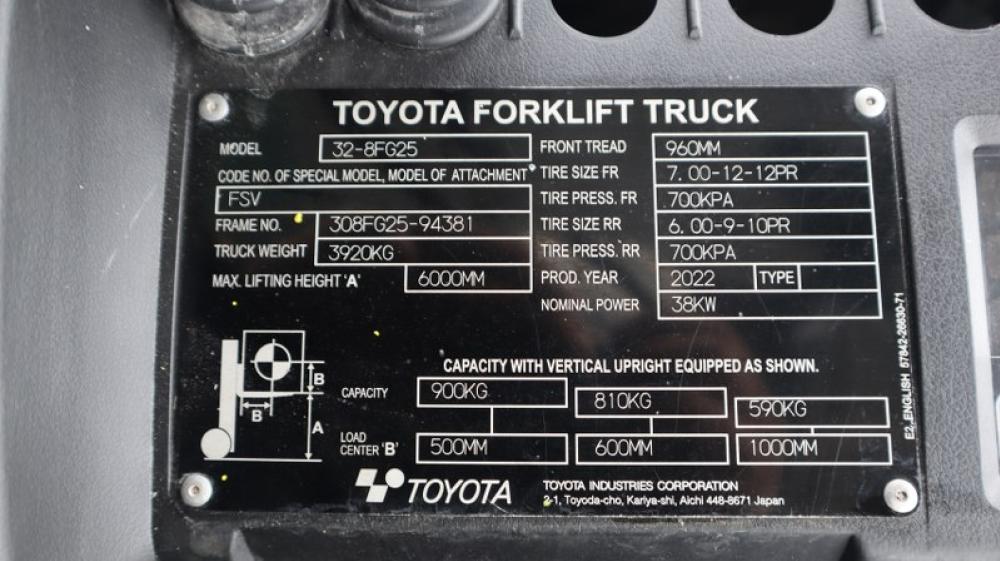 TOYOTA FORKLIFT TRUCK
MODEL 32-8FG25
CODE NO. OF SPECIAL MODEL, MODEL OF ATTACHMENT
FSV
FRAME NO. 308FG25-94381
TRUCK WEIGHT 3920KG
MAX. LIFTING HEIGHT 'A' 6000MM
FRONT TREAD 960MM
TIRE SIZE FR 7.00-12-12PR
TIRE PRESS. FR 700KPA
TIRE SIZE RR 6.00-9-10PR
TIRE PRESS. RR 700KPA
PROD. YEAR 2022 TYPE
NOMINAL POWER 38KW
B
B
A
CAPACITY WITH VERTICAL UPRIGHT EQUIPPED AS SHOWN.
CAPACITY 900KG 810KG 590KG
LOAD
CENTER 'B' 500MM 600MM 1000MM
TOYOTA
TOYOTA INDUSTRIES CORPORATION
2-1, Toyoda-cho, Kariya-shi, Aichi 448-8671 Japan
E2_ENGLISH 57842-26630-71